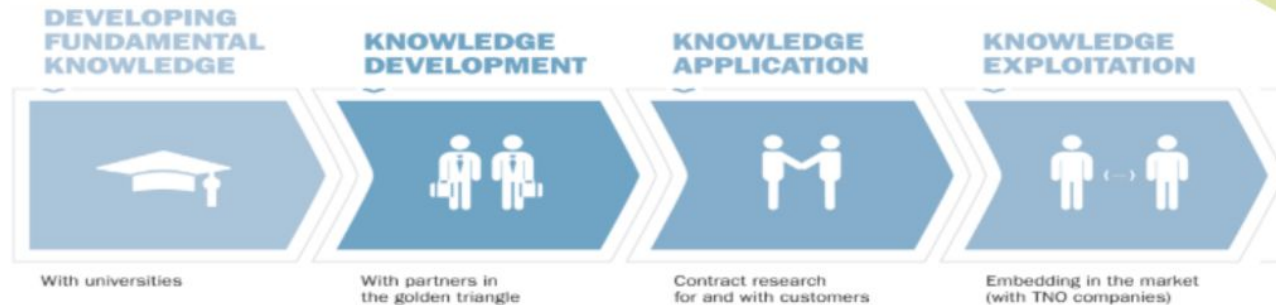 DEVELOPING
FUNDAMENTAL
KNOWLEDGE
With universities
KNOWLEDGE
DEVELOPMENT
With partners in
the golden triangle
KNOWLEDGE
APPLICATION
Contract research
for and with customers
KNOWLEDGE
EXPLOITATION
Embedding in the market
(with TNO companies)